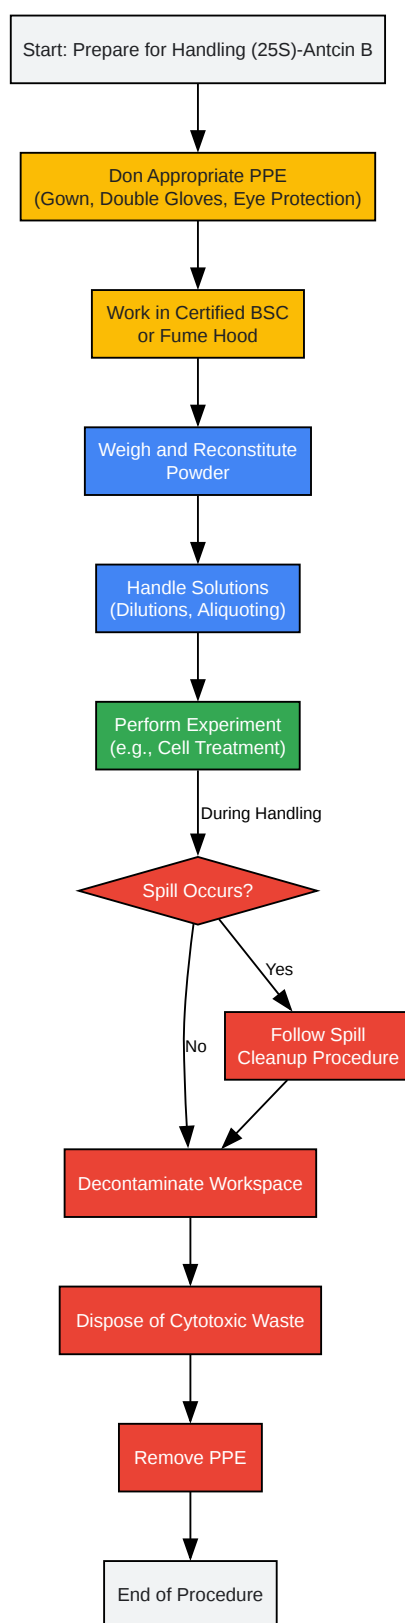 Start: Prepare for Handling (25S)-Antcin B
Don Appropriate PPE
(Gown, Double Gloves, Eye Protection)
Work in Certified BSC
or Fume Hood
Weigh and Reconstitute
Powder
Handle Solutions
(Dilutions, Aliquoting)
Perform Experiment
(e.g., Cell Treatment)
During Handling
Spill Occurs?
Yes
Follow Spill
Cleanup Procedure
No
Decontaminate Workspace
Dispose of Cytotoxic Waste
Remove PPE
End of Procedure